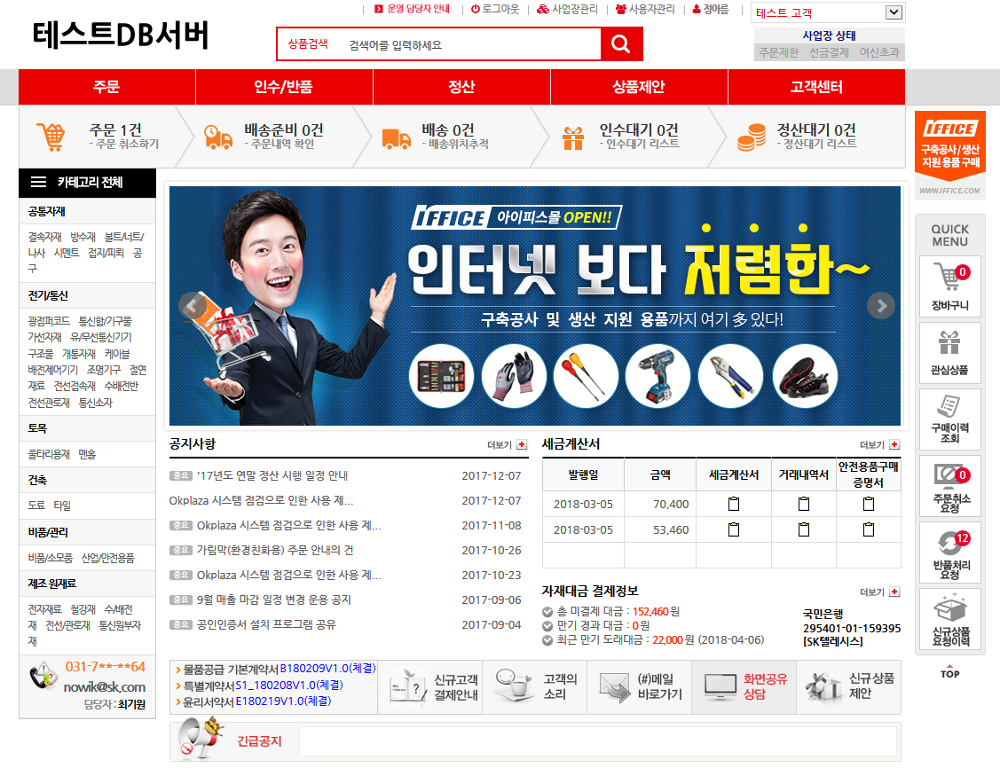 운영 담당자 안내
로그아웃
사업장관리
사용자관리
정아름
테스트 고객
테스트DB서버
상품검색 검색어를 입력하세요
사업장 상태
주문제한 선금결제 여신초과
주문 인수/반품 정산 상품제안 고객센터
주문 1건
- 주문 취소하기
배송준비 0건
- 주문내역 확인
배송 0건
- 배송위치추적
인수대기 0건
- 인수대기 리스트
정산대기 0건
- 정산대기 리스트
카테고리 전체
공통자재
결속자재 방수재 볼트/너트/
나사 시멘트 접지/피뢰 공
구
전기/통신
광점퍼코드 통신함/기구물
가선자재 유/무선통신기기
구조물 개통자재 케이블
배전제어기기 조명기구 절연
재료 전선접속재 수배전반
전선관로재 통신소자
토목
울타리용재 맨홀
건축
도료 타일
비품/관리
비품/소모품 산업/안전용품
제조 원재료
전자재료 철강재 수/배전
재 전선/관로재 통신원부자
재
031-7**-**64
nowik@sk.com
담당자 : 최기원
IFFICE 아이피스몰 OPEN!!
인터넷 보다 저렴한~
구축공사 및 생산 지원 용품까지 여기 多 있다!
공지사항 더보기
중요 '17년도 연말 정산 시행 일정 안내 2017-12-07
Okplaza 시스템 점검으로 인한 사용 제... 2017-12-07
중요 Okplaza 시스템 점검으로 인한 사용 제... 2017-11-08
중요 가림막(환경친화용) 주문 안내의 건 2017-10-26
중요 Okplaza 시스템 점검으로 인한 사용 제... 2017-10-23
중요 9월 매출 마감 일정 변경 운용 공지 2017-09-06
중요 공인인증서 설치 프로그램 공유 2017-09-04
세금계산서 더보기
발행일 금액 세금계산서 거래내역서 안전용품구매
증명서
2018-03-05 70,400
2018-03-05 53,460
자재대금 결제정보 더보기
총 미결제 대금 : 152,460 원
만기 경과 대금 : 0 원
최근 만기 도래대금 : 22,000 원 (2018-04-06)
국민은행
295401-01-159395
[SK텔레시스]
물품공급 기본계약서 B180209V1.0(체결)
특별계약서 S1_180208V1.0(체결)
윤리서약서 E180219V1.0(체결)
신규고객
결제안내
고객의
소리
(#)메일
바로가기
화면공유
상담
신규상품
제안
긴급공지
IFFICE
구축공사/생산
지원 용품 구매
WWW.IFFICE.COM
QUICK
MENU
0
장바구니
관심상품
구매이력
조회
0
주문취소
요청
12
반품처리
요청
신규상품
요청이력
TOP